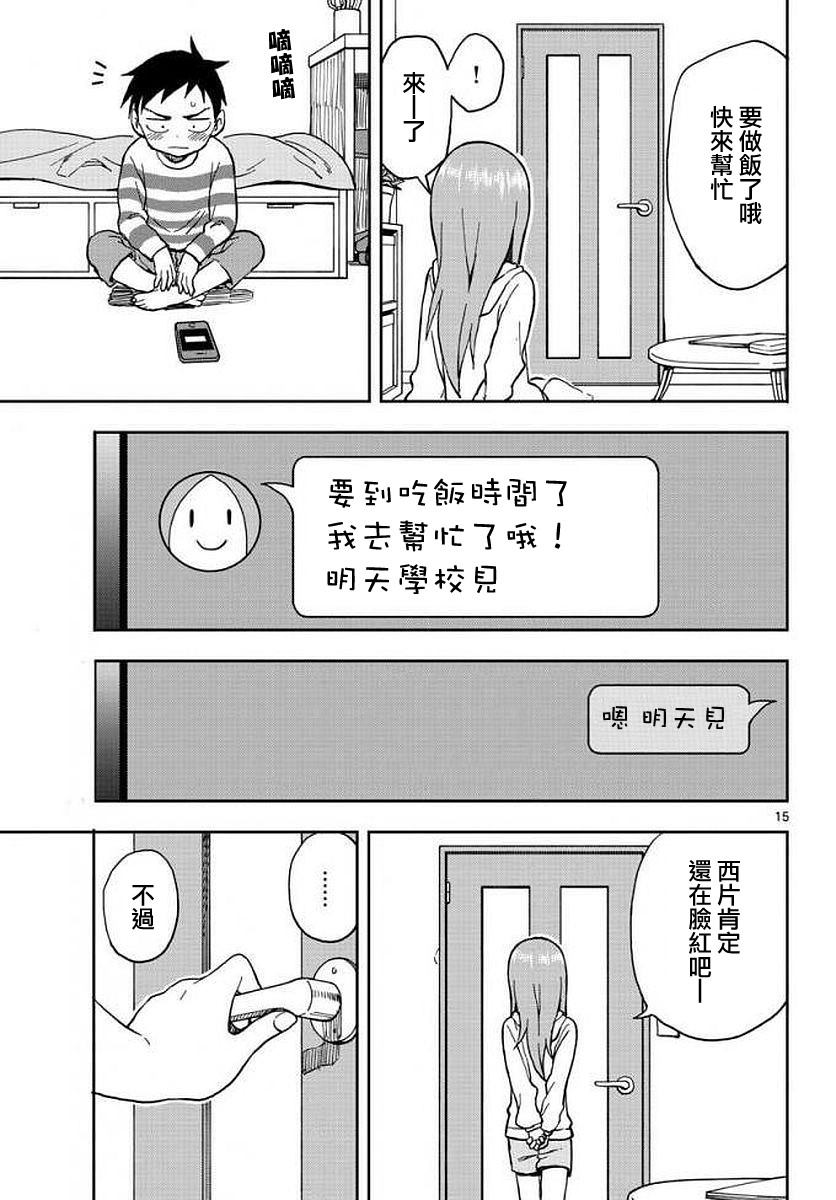 要做飯了哦
快來幫忙
！
來ー了
嘀嘀嘀
要到吃飯時間了
我去幫忙了哦！
明天學校見
嗯 明天見
15
西片肯定
還在臉紅吧ー
……
不過